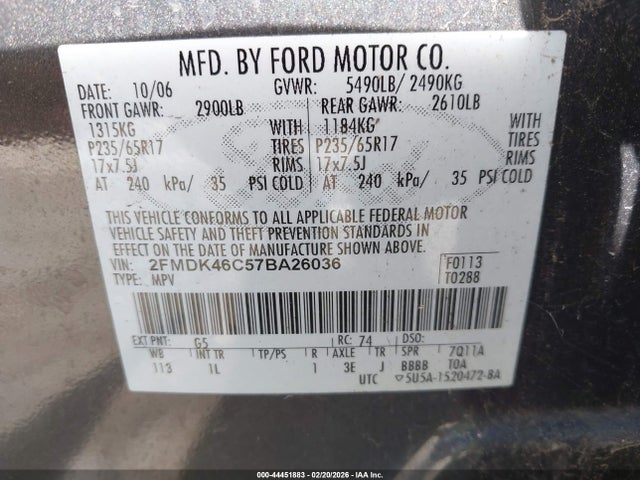 MFD. BY FORD MOTOR CO.
DATE: 10/06 GVWR: 5490LB/ 2490KG
FRONT GAWR: 2900LB REAR GAWR: 2610LB
1315KG WITH 1184KG WITH
P235/65R17 TIRES P235/65R17 TIRES
17x7.5J RIMS 17x7.5J RIMS
AT 240 kPa/ 35 PSI COLD AT 240 kPa/ 35 PSI COLD
THIS VEHICLE CONFORMS TO ALL APPLICABLE FEDERAL MOTOR
VEHICLE SAFETY AND THEFT PREVENTION STANDARDS IN
EFFECT ON THE DATE OF MANUFACTURE SHOWN ABOVE.
VIN: 2FMDK46C57BA26036 F0113
TYPE: MPV T0288
EXT PNT: G5 RC: 74 DSO:
WB INT TR TP/PS R AXLE TR SPR 7Q11A
113 1L 1 3E J BBBB T0A
UTC ▽5U5A-1520472-BA
000-44451883 - 02/20/2026 - IAA Inc.